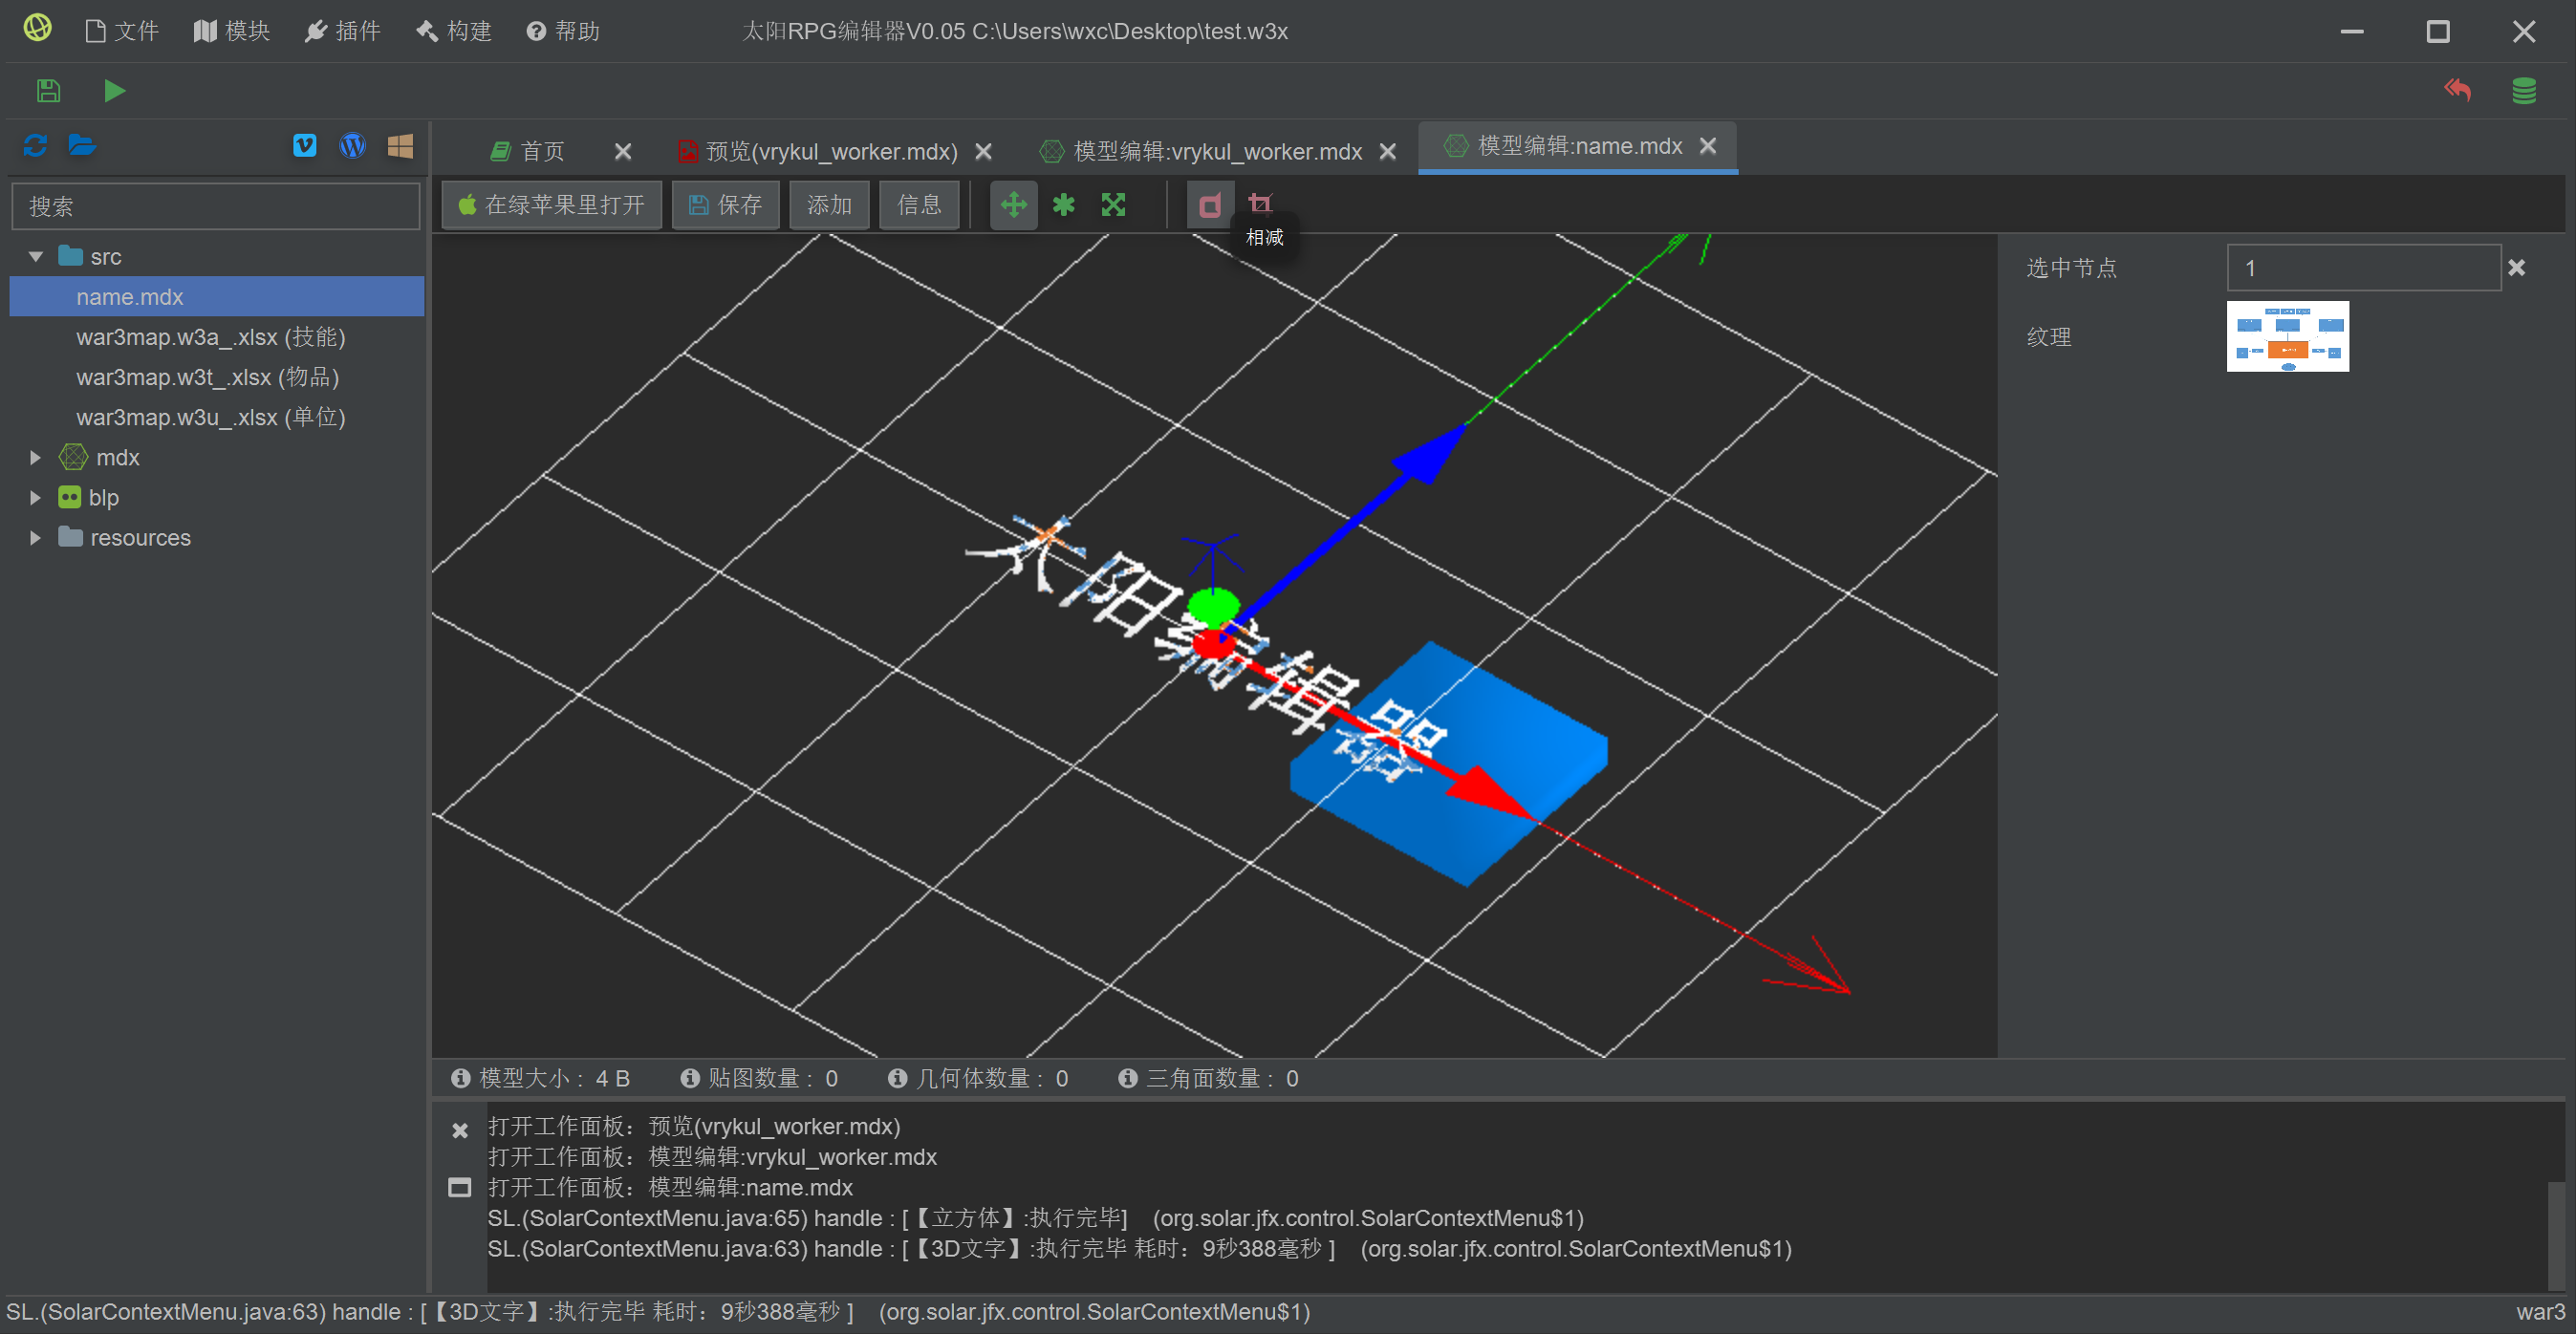 文件 模块 插件 构建 帮助 太阳RPG编辑器V0.05 C:\Users\wxc\Desktop\test.w3x
首页 预览(vrykul_worker.mdx) 模型编辑:vrykul_worker.mdx 模型编辑:name.mdx
搜索
在绿苹果里打开 保存 添加 信息
相减
src
name.mdx
war3map.w3a_.xlsx (技能)
war3map.w3t_.xlsx (物品)
war3map.w3u_.xlsx (单位)
mdx
blp
resources
太阳编辑器
选中节点 1
纹理
模型大小 : 4 B 贴图数量 : 0 几何体数量 : 0 三角面数量 : 0
打开工作面板：预览(vrykul_worker.mdx)
打开工作面板：模型编辑:vrykul_worker.mdx
打开工作面板：模型编辑:name.mdx
SL.(SolarContextMenu.java:65) handle : [【立方体】:执行完毕] (org.solar.jfx.control.SolarContextMenu$1)
SL.(SolarContextMenu.java:63) handle : [【3D文字】:执行完毕 耗时：9秒388毫秒 ] (org.solar.jfx.control.SolarContextMenu$1)
SL.(SolarContextMenu.java:63) handle : [【3D文字】:执行完毕 耗时：9秒388毫秒 ] (org.solar.jfx.control.SolarContextMenu$1) war3